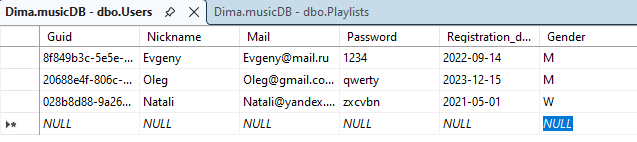 Dima.musicDB - dbo.Users Dima.musicDB - dbo.Playlists
Guid Nickname Mail Password Registration_d... Gender
8f849b3c-5e5e-... Evgeny Evgeny@mail.ru 1234 2022-09-14 M
20688e4f-806c-... Oleg Oleg@gmail.co... qwerty 2023-12-15 M
028b8d88-9a26... Natali Natali@yandex.... zxcvbn 2021-05-01 W
NULL NULL NULL NULL NULL NULL